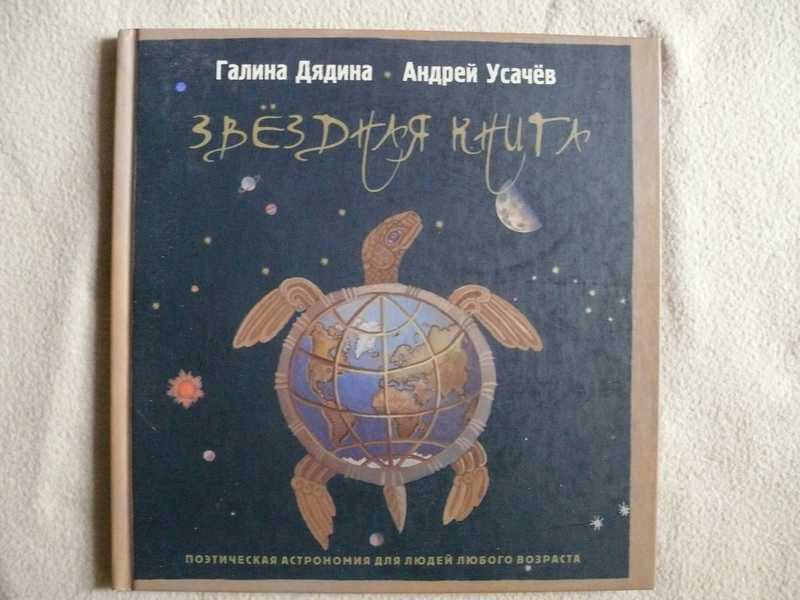 Галина Дядина • Андрей Усачёв
ЗВЁЗДНАЯ КНИГА
ПОЭТИЧЕСКАЯ АСТРОНОМИЯ ДЛЯ ЛЮДЕЙ ЛЮБОГО ВОЗРАСТА